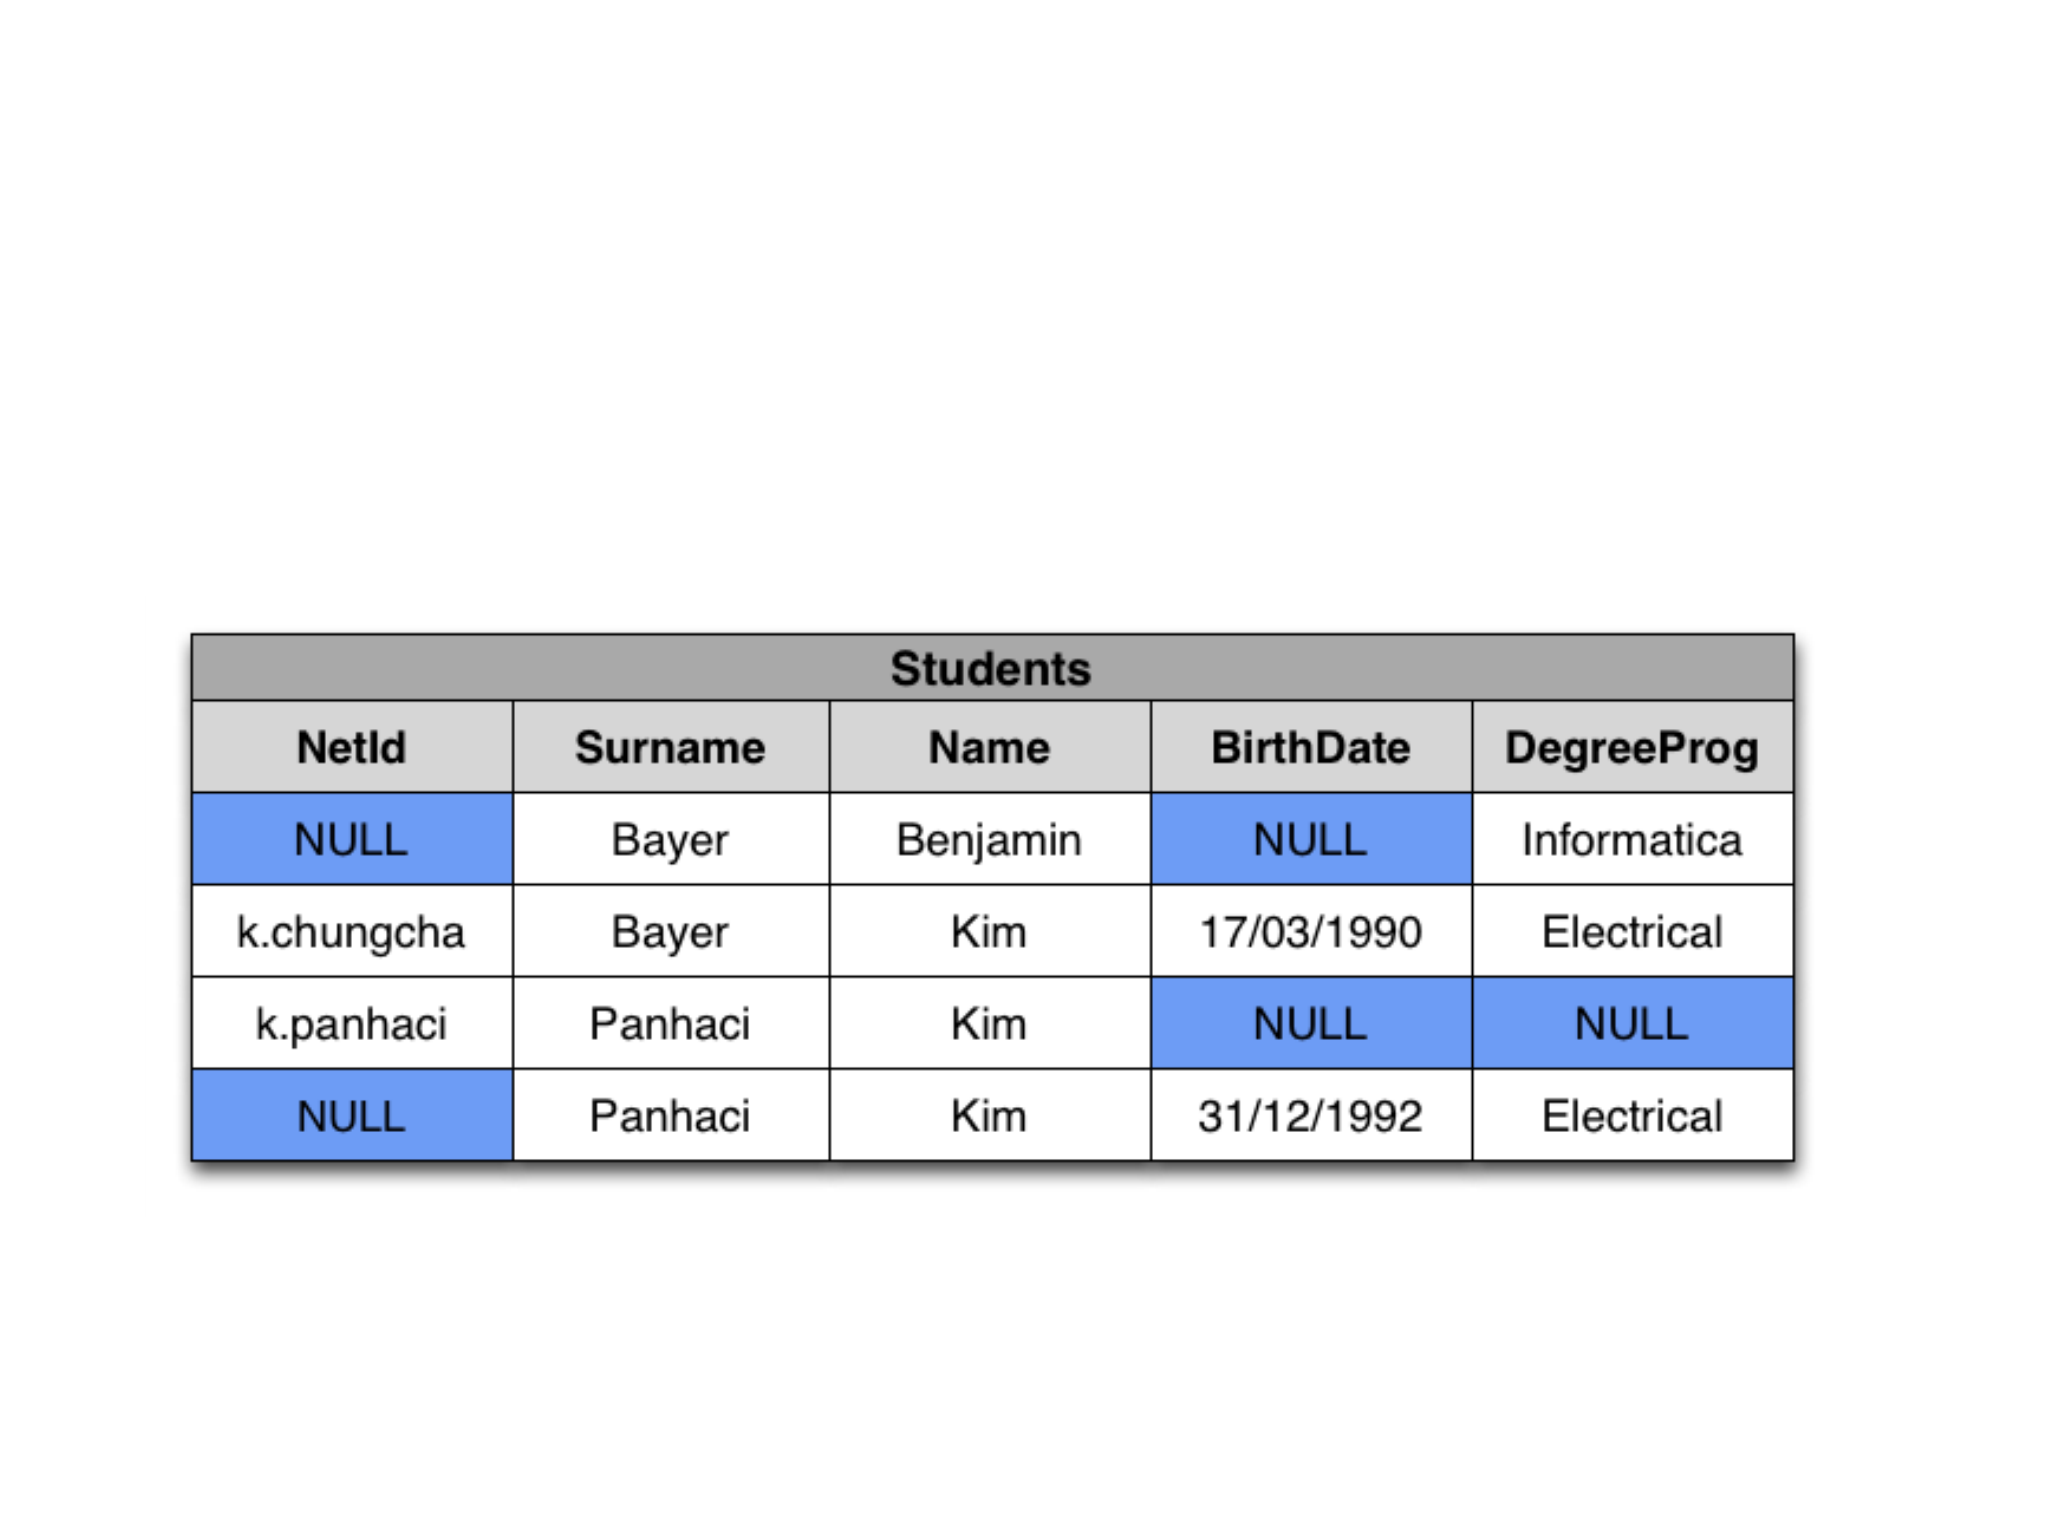 Students
NetId Surname Name BirthDate DegreeProg
NULL Bayer Benjamin NULL Informatica
k.chungcha Bayer Kim 17/03/1990 Electrical
k.panhaci Panhaci Kim NULL NULL
NULL Panhaci Kim 31/12/1992 Electrical